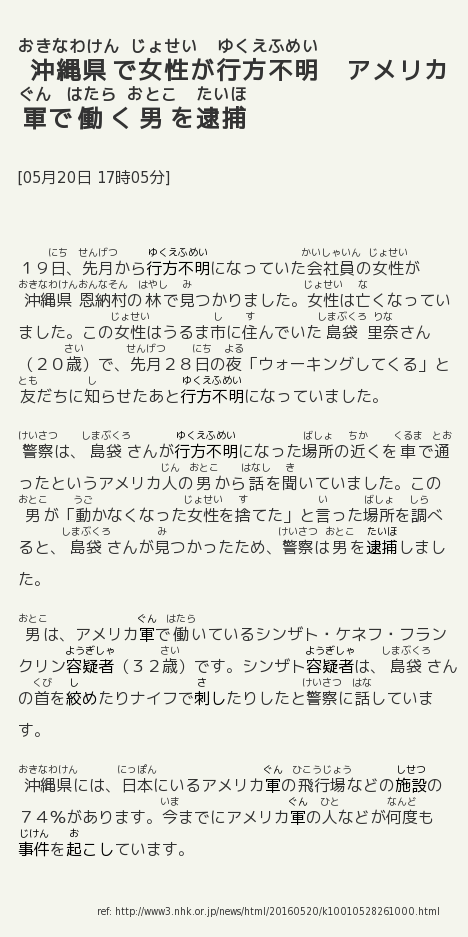 おきなわけん じょせい ゆくえふめい
沖縄県で女性が行方不明 アメリカ
ぐん はたら おとこ たいほ
軍で働く男を逮捕
[05月20日 17時05分]
にち せんげつ ゆくえふめい かいしゃいん じょせい
１９日、先月から行方不明になっていた会社員の女性が
おきなわけん おんなそん はやし み じょせい な
沖縄県 恩納村の林で見つかりました。女性は亡くなってい
じょせい し す しまぶくろ りな
ました。この女性はうるま市に住んでいた島袋 里奈さん
さい せんげつ にち よる
（２０歳）で、先月２８日の夜「ウォーキングしてくる」と
とも し ゆくえふめい
友だちに知らせたあと行方不明になっていました。
けいさつ しまぶくろ ゆくえふめい ばしょ ちか くるま とお
警察は、島袋さんが行方不明になった場所の近くを車で通
じん おとこ はなし き
ったというアメリカ人の男から話を聞いていました。この
おとこ うご じょせい す い ばしょ しら
男が「動かなくなった女性を捨てた」と言った場所を調べ
しまぶくろ み けいさつ おとこ たいほ
ると、島袋さんが見つかったため、警察は男を逮捕しまし
た。
おとこ ぐん はたら
男は、アメリカ軍で働いているシンザト・ケネフ・フラン
ようぎしゃ さい ようぎしゃ しまぶくろ
クリン容疑者（３２歳）です。シンザト容疑者は、島袋さん
くび し さ けいさつ はな
の首を絞めたりナイフで刺したりしたと警察に話していま
す。
おきなわけん にっぽん ぐん ひこうじょう しせつ
沖縄県には、日本にいるアメリカ軍の飛行場などの施設の
いま ぐん ひと なんど
７４％があります。今までにアメリカ軍の人などが何度も
じけん お
事件を起こしています。
ref: http://www3.nhk.or.jp/news/html/20160520/k10010528261000.html